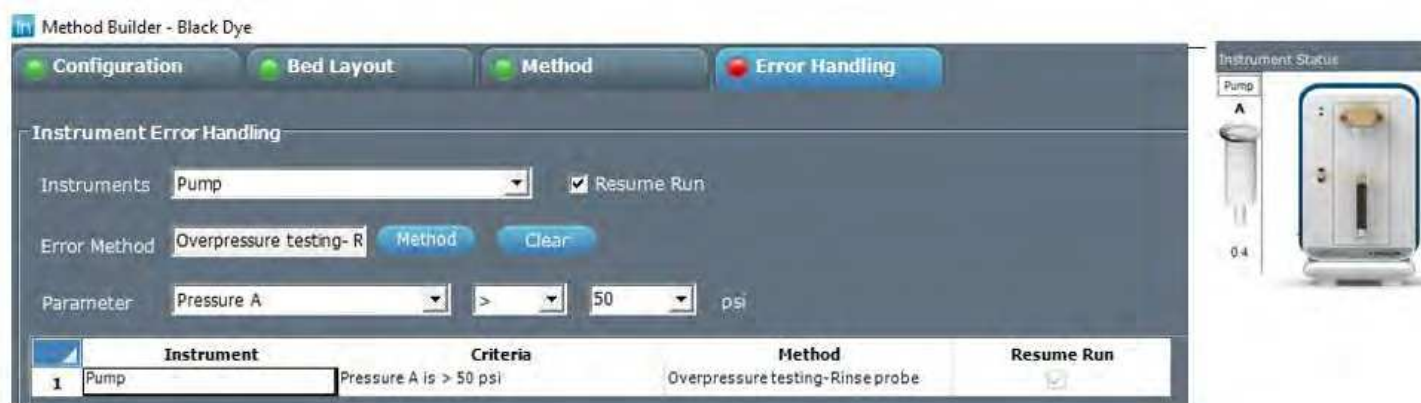 Method Builder - Black Dye
Configuration Bed Layout Method Error Handling
Instrument Error Handling
Instruments Pump Resume Run
Error Method Overpressure testing- R Method Clear
Parameter Pressure A > 50 psi
Instrument Criteria Method Resume Run
1 Pump Pressure A is > 50 psi Overpressure testing-Rinse probe
Instrument Status
Pump
A
0.4